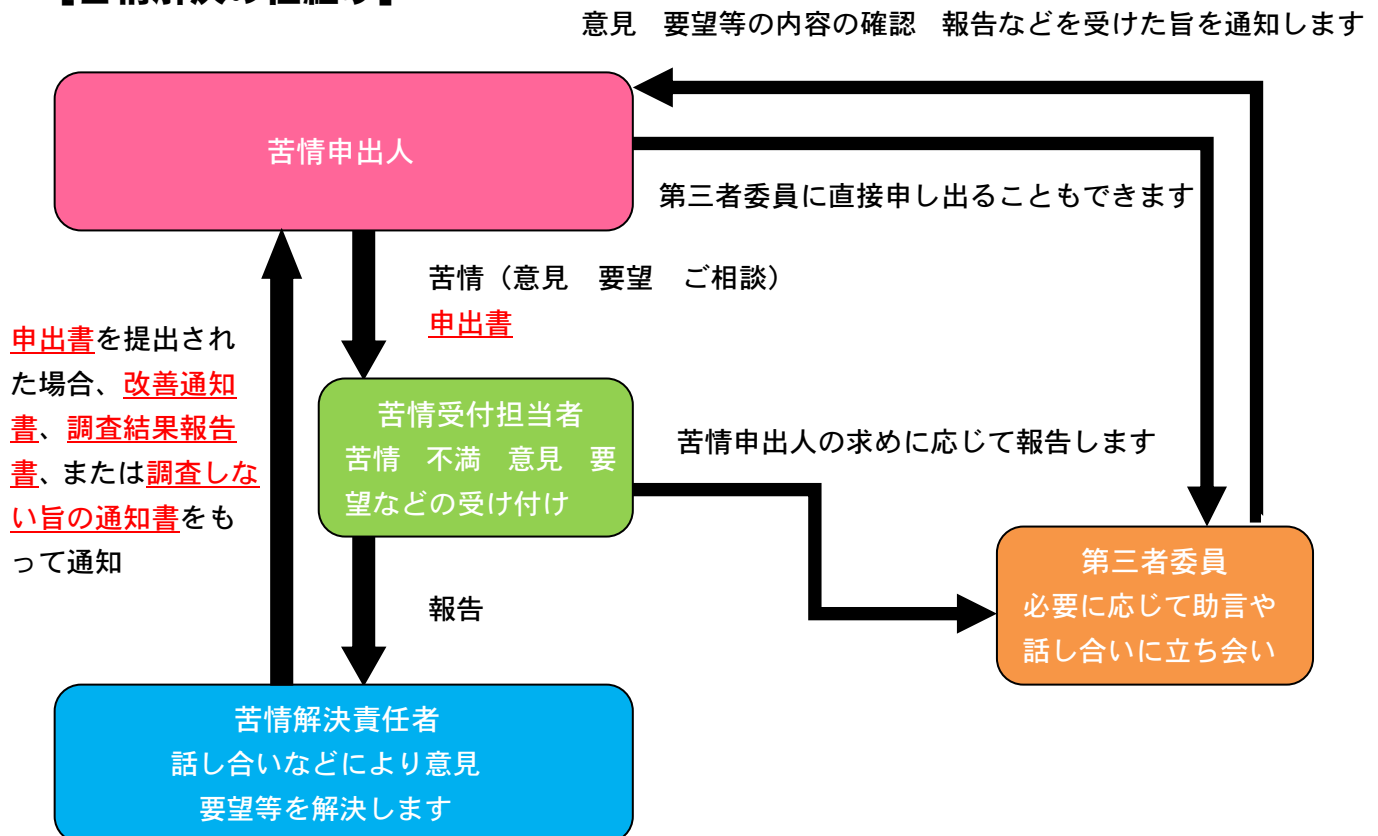 意見　要望等の内容の確認　報告などを受けた旨を通知します
苦情申出人
第三者委員に直接申し出ることもできます
苦情（意見　要望　ご相談）
申出書
申出書を提出され
た場合、改善通知
書、調査結果報告
書、または調査しな
い旨の通知書をも
って通知
苦情受付担当者
苦情　不満　意見　要
望などの受け付け
苦情申出人の求めに応じて報告します
第三者委員
必要に応じて助言や
話し合いに立ち会い
報告
苦情解決責任者
話し合いなどにより意見
要望等を解決します